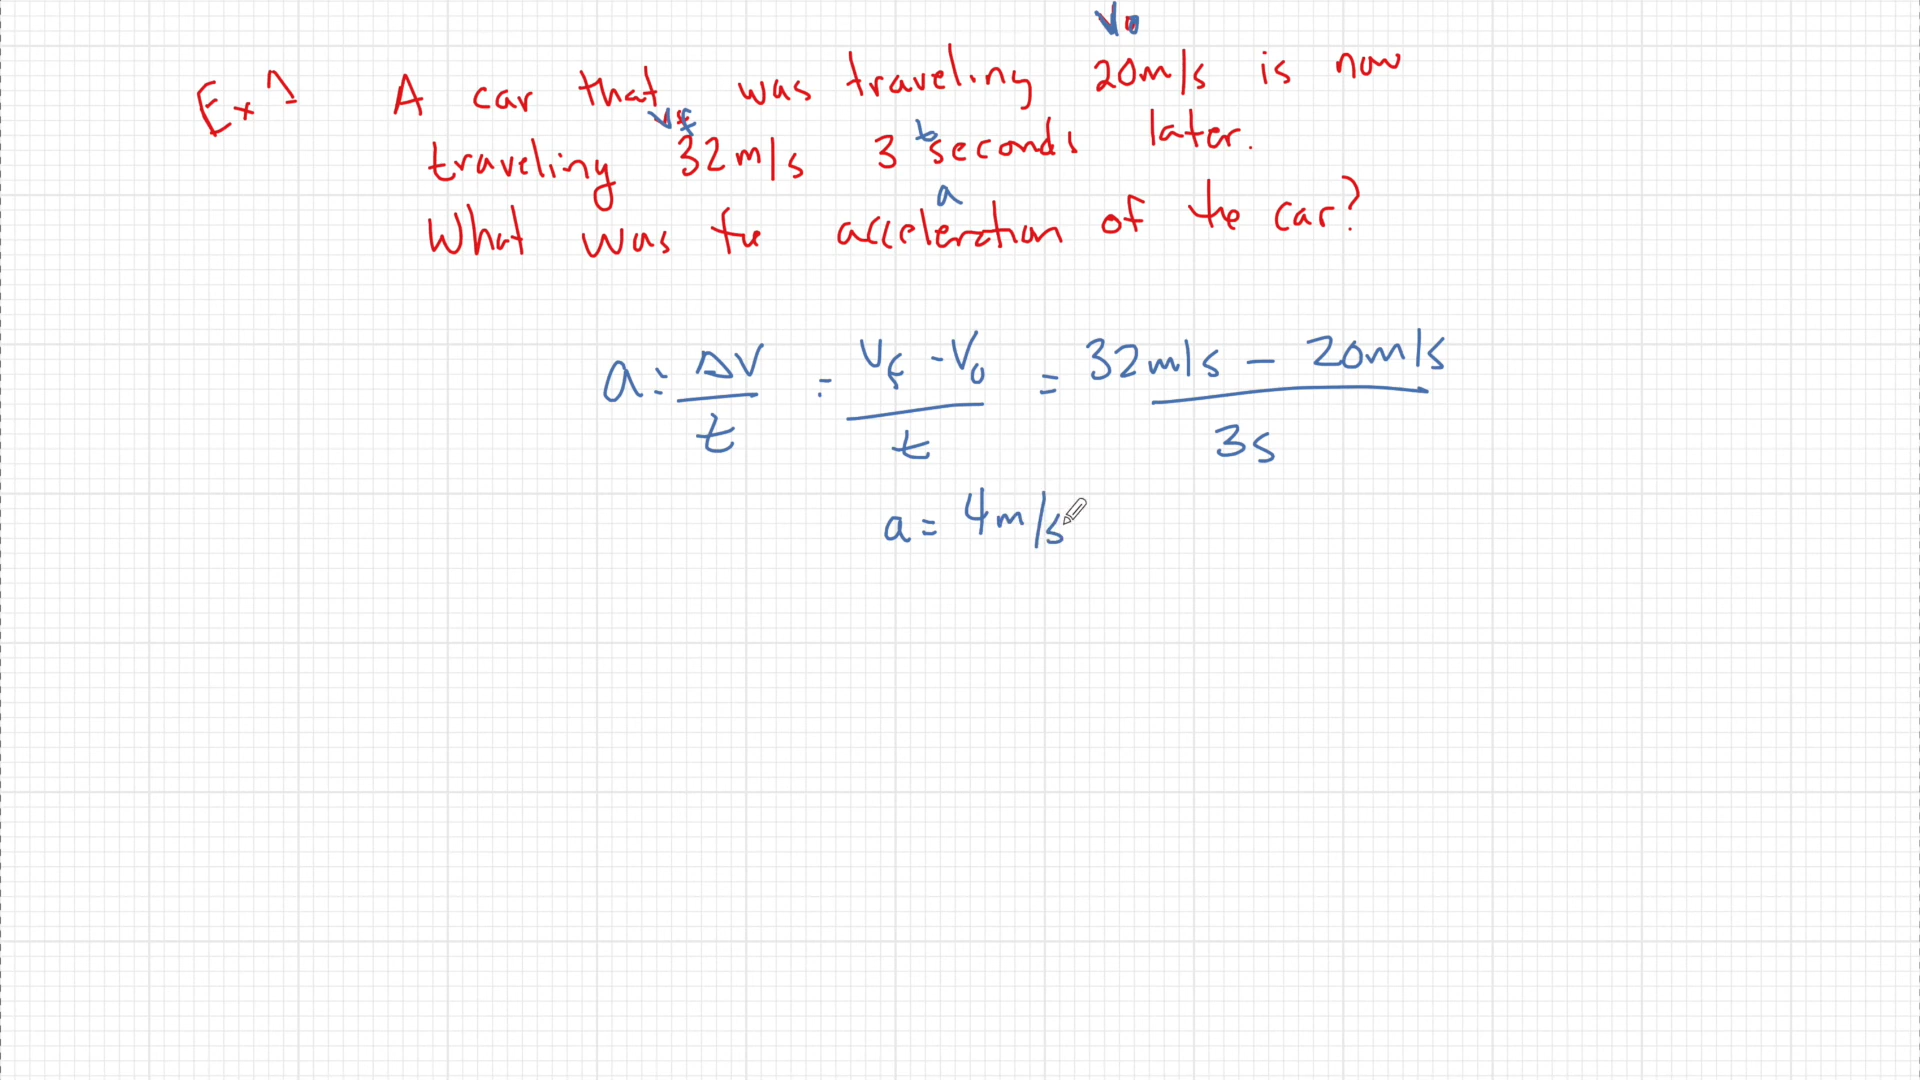 V0
Ex 1 A car that was traveling 20m/s is now
vf t
traveling 32m/s 3 seconds later.
a
What was the acceleration of the car?
a = ΔV/t = Vf - V0/t = 32m/s - 20m/s/3s
a = 4m/s